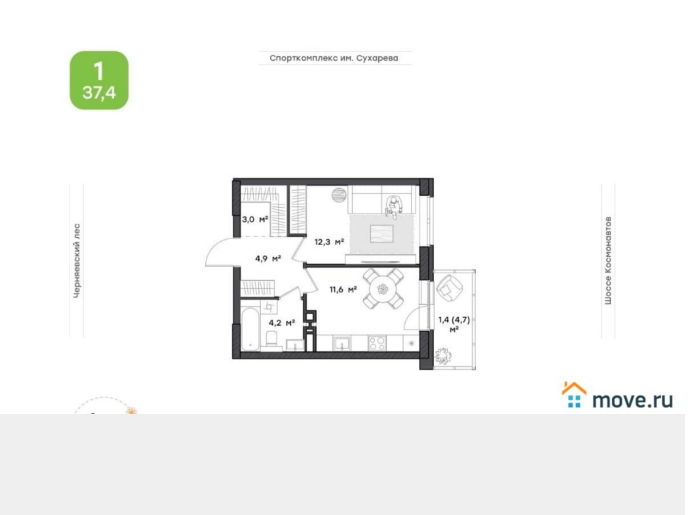 Спорткомплекс им. Сухарева
1
37,4
Черняевский лес
Шоссе Космонавтов
3,0 м²
12,3 м²
4,9 м²
11,6 м²
4,2 м²
1,4 (4,7)
м²
move.ru